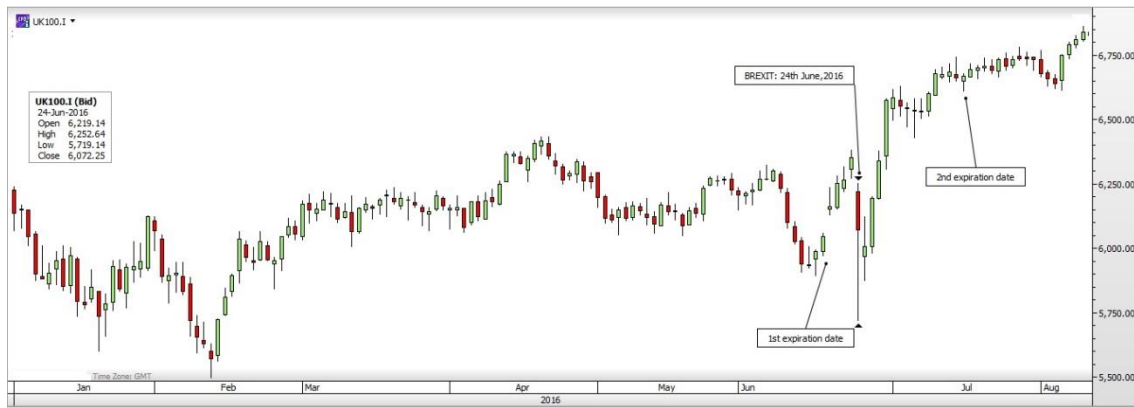 UK100.I
UK100.I (Bid)
24-Jun-2016
Open 6,219.14
High 6,252.64
Low 5,719.14
Close 6,072.25
BREXIT: 24th June,2016
2nd expiration date
1st expiration date
6,750.00
6,500.00
6,250.00
6,000.00
5,750.00
5,500.00
Time Zone: GMT
Jan Feb Mar Apr May Jun Jul Aug
2016